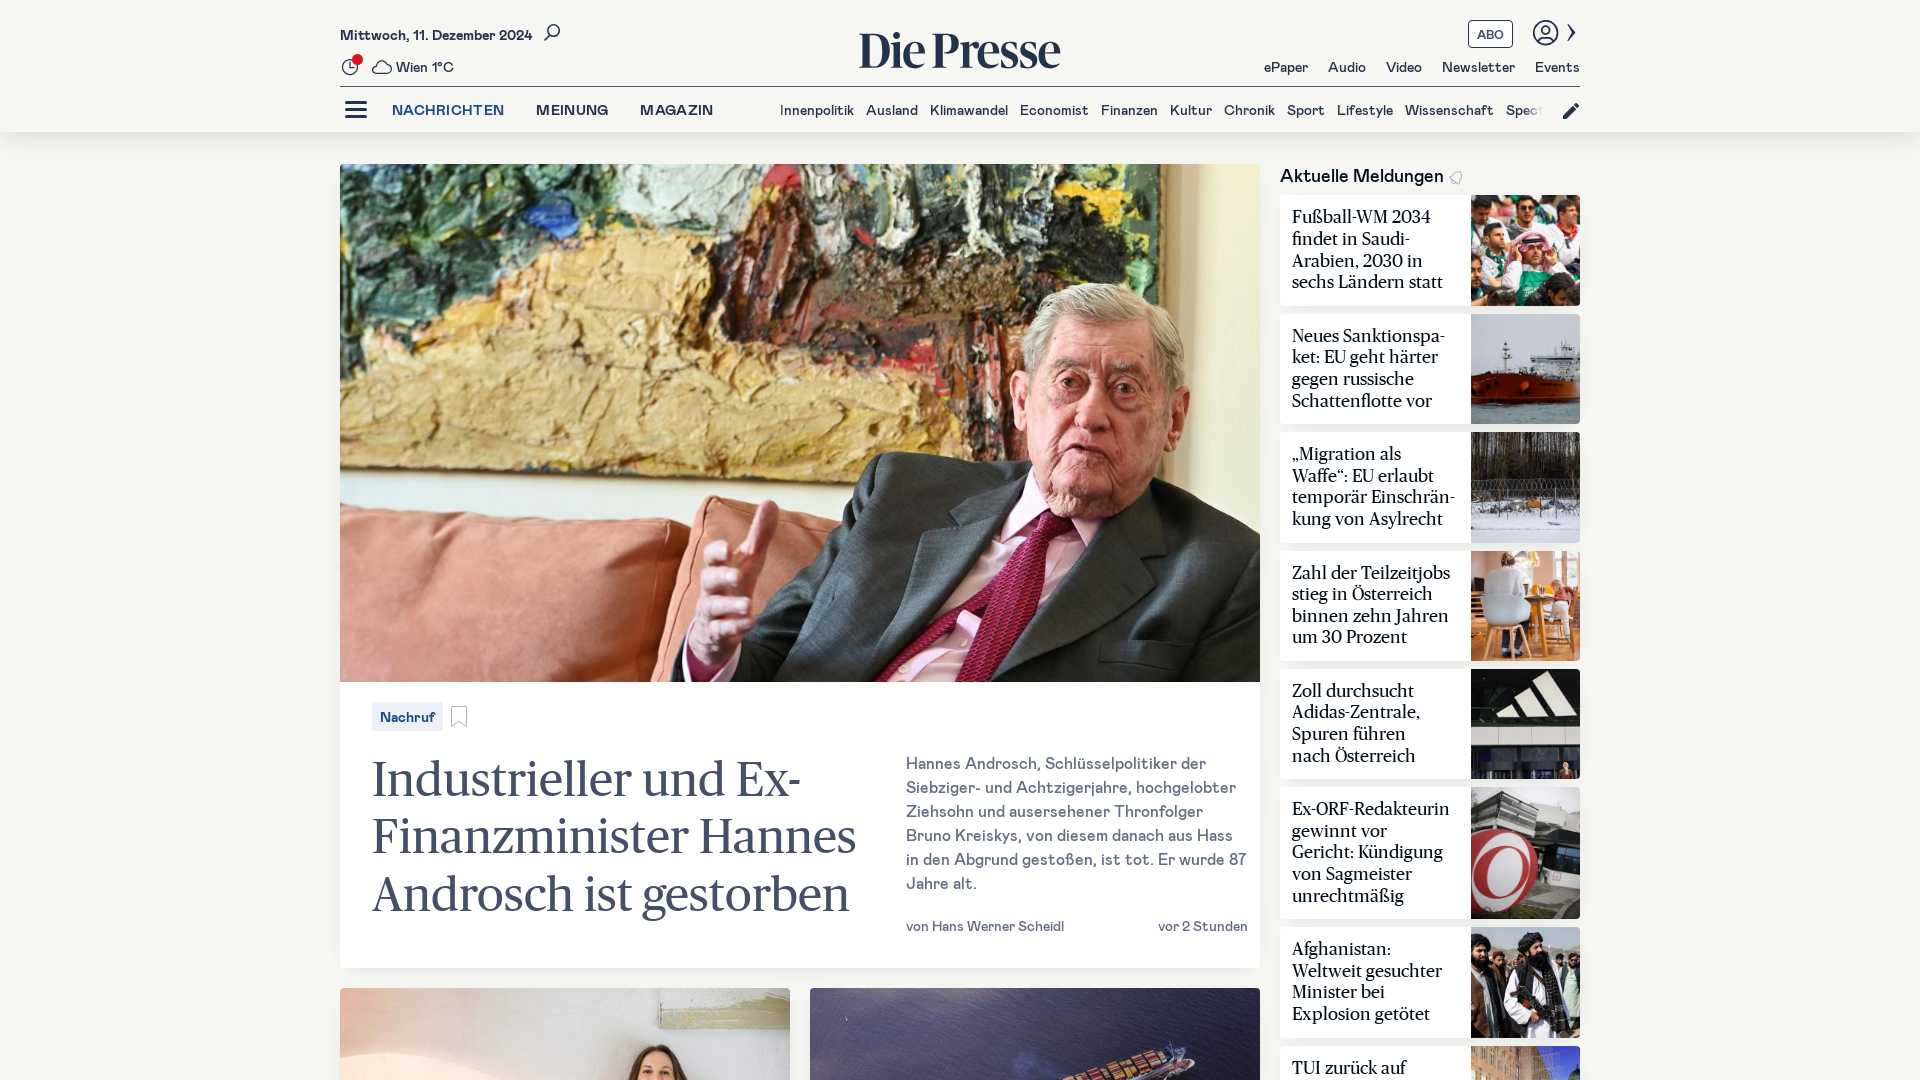 Mittwoch, 11. Dezember 2024
Wien 1°C
Die Presse
ABO
ePaper Audio Video Newsletter Events
NACHRICHTEN MEINUNG MAGAZIN
Innenpolitik Ausland Klimawandel Economist Finanzen Kultur Chronik Sport Lifestyle Wissenschaft Spect
Nachruf
Industrieller und Ex-
Finanzminister Hannes
Androsch ist gestorben
Hannes Androsch, Schlüsselpolitiker der
Siebziger- und Achtzigerjahre, hochgelobter
Ziehsohn und ausersehener Thronfolger
Bruno Kreiskys, von diesem danach aus Hass
in den Abgrund gestoßen, ist tot. Er wurde 87
Jahre alt.
von Hans Werner Scheidl vor 2 Stunden
Aktuelle Meldungen
Fußball-WM 2034
findet in Saudi-
Arabien, 2030 in
sechs Ländern statt
Neues Sanktionspa-
ket: EU geht härter
gegen russische
Schattenflotte vor
„Migration als
Waffe“: EU erlaubt
temporär Einschrän-
kung von Asylrecht
Zahl der Teilzeitjobs
stieg in Österreich
binnen zehn Jahren
um 30 Prozent
Zoll durchsucht
Adidas-Zentrale,
Spuren führen
nach Österreich
Ex-ORF-Redakteurin
gewinnt vor
Gericht: Kündigung
von Sagmeister
unrechtmäßig
Afghanistan:
Weltweit gesuchter
Minister bei
Explosion getötet
TUI zurück auf